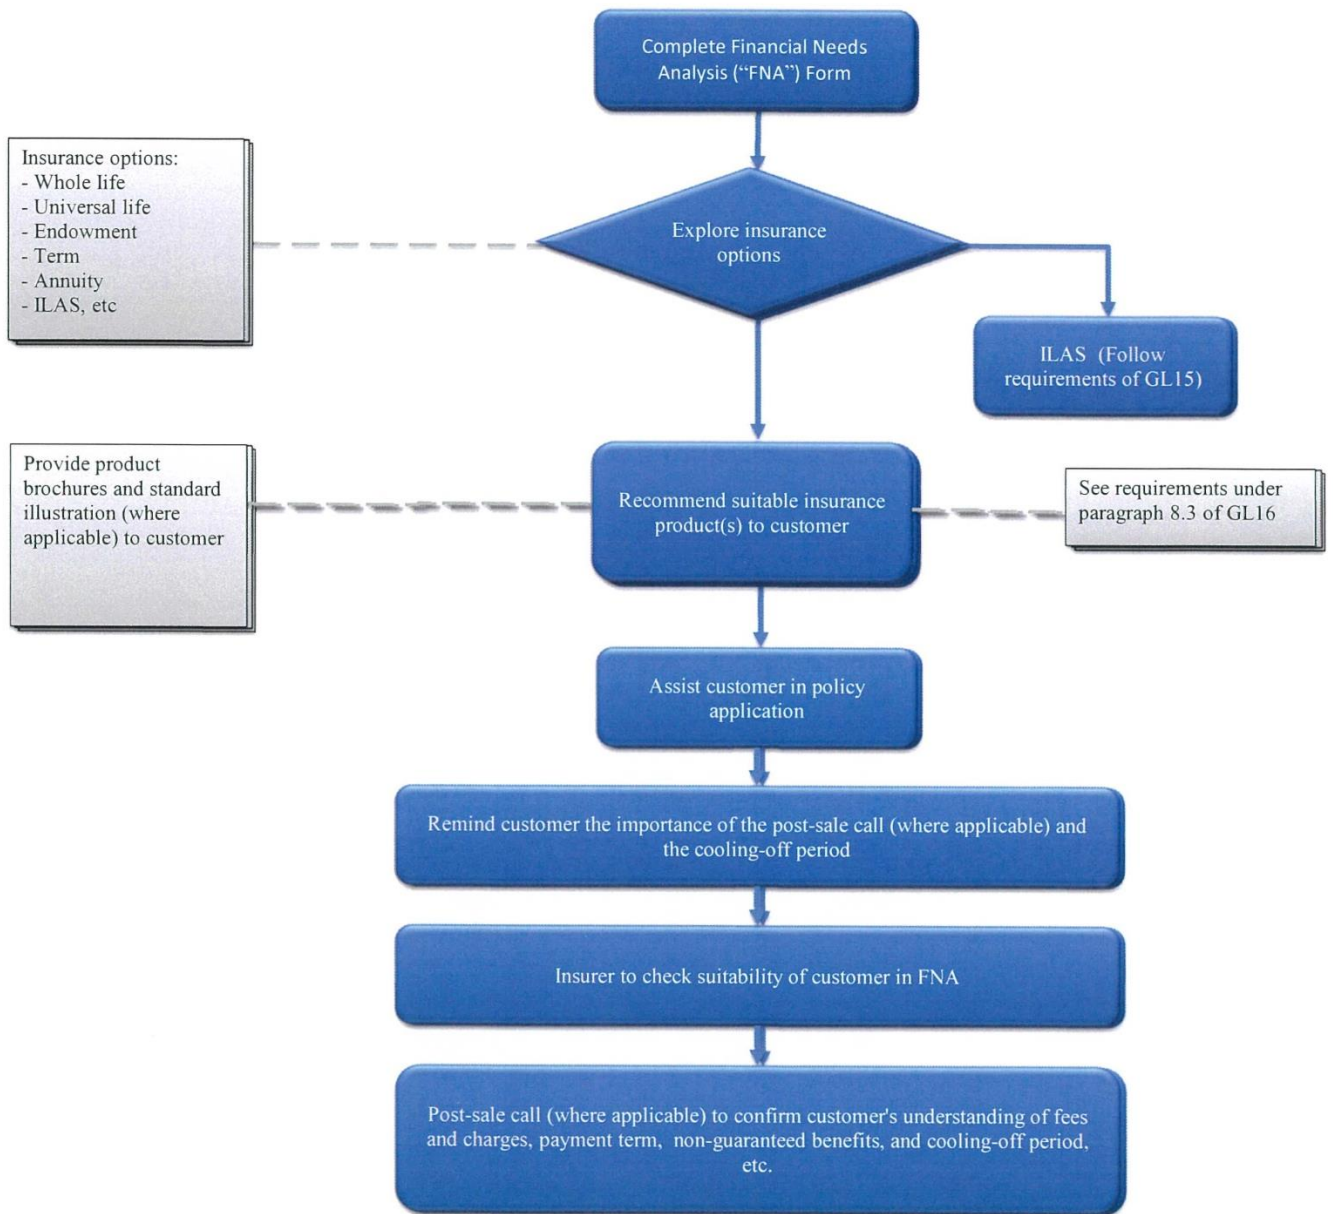 Complete Financial Needs
Analysis (“FNA”) Form
Insurance options:
- Whole life
- Universal life
- Endowment
- Term
- Annuity
- ILAS, etc
Explore insurance
options
ILAS  (Follow
requirements of GL15)
Provide product
brochures and standard
illustration (where
applicable) to customer
Recommend suitable insurance
product(s) to customer
See requirements under
paragraph 8.3 of GL16
Assist customer in policy
application
Remind customer the importance of the post-sale call (where applicable) and
the cooling-off period
Insurer to check suitability of customer in FNA
Post-sale call (where applicable) to confirm customer's understanding of fees
and charges, payment term,  non-guaranteed benefits, and cooling-off period,
etc.